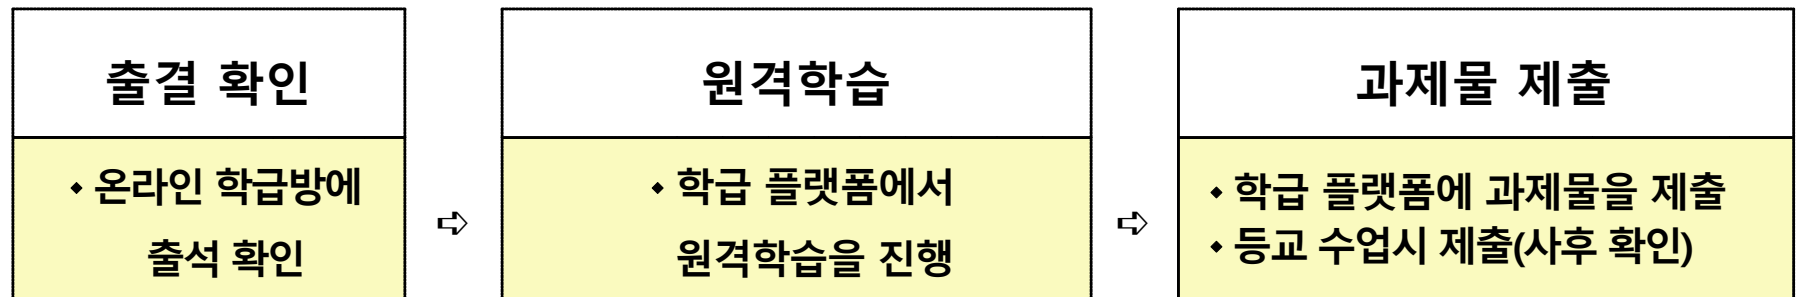 출결 확인
⬩ 온라인 학급방에
출석 확인
➪
원격학습
⬩ 학급 플랫폼에서
원격학습을 진행
➪
과제물 제출
⬩ 학급 플랫폼에 과제물을 제출
⬩ 등교 수업시 제출(사후 확인)